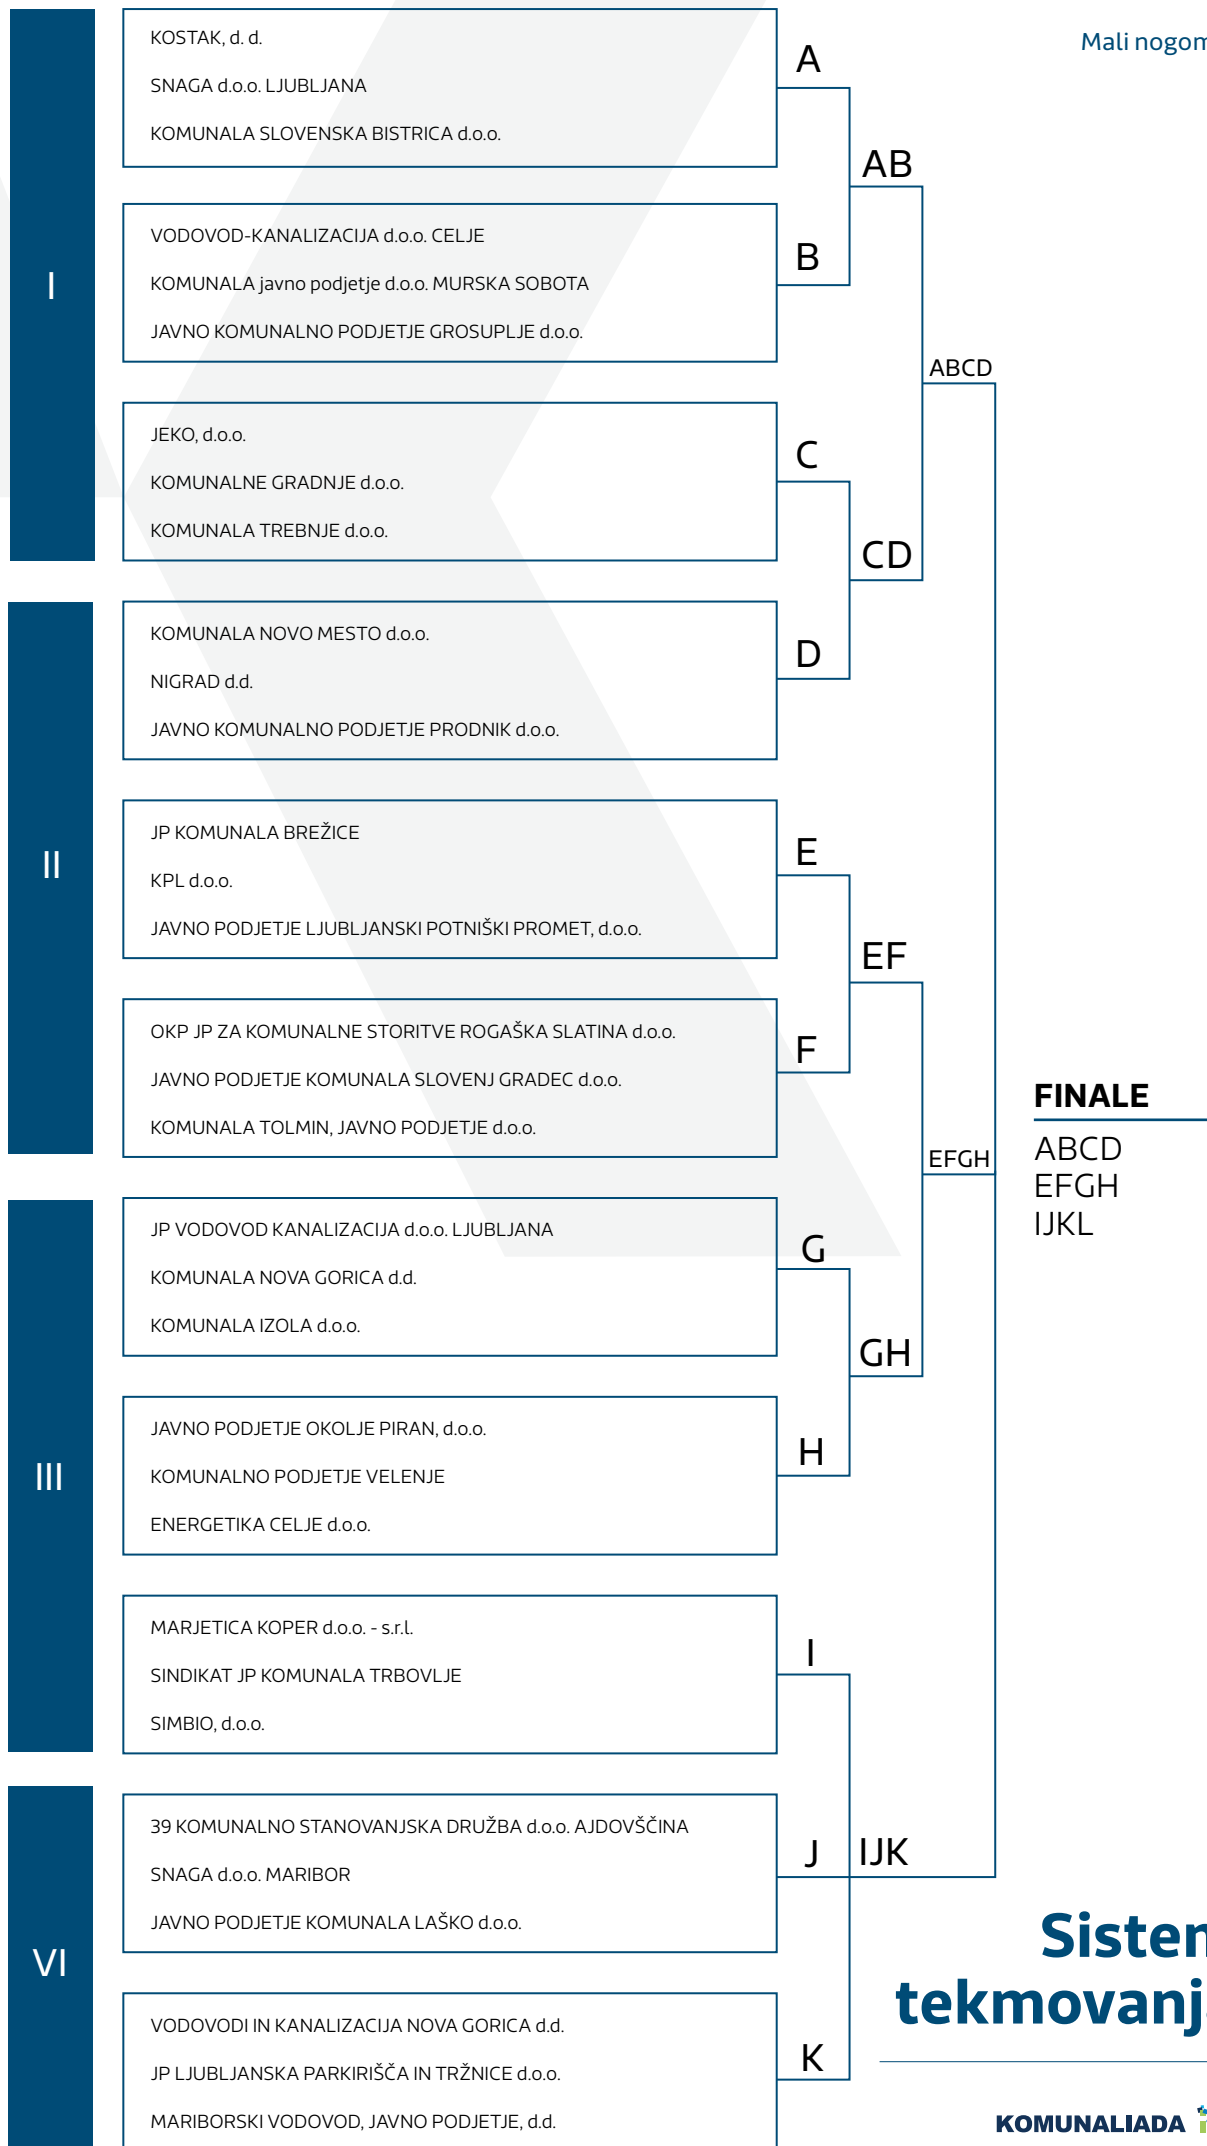 Mali nogom
I
KOSTAK, d. d.
SNAGA d.o.o. LJUBLJANA
KOMUNALA SLOVENSKA BISTRICA d.o.o.
A
AB
VODOVOD-KANALIZACIJA d.o.o. CELJE
KOMUNALA javno podjetje d.o.o. MURSKA SOBOTA
JAVNO KOMUNALNO PODJETJE GROSUPLJE d.o.o.
B
ABCD
JEKO, d.o.o.
KOMUNALNE GRADNJE d.o.o.
KOMUNALA TREBNJE d.o.o.
C
CD
II
KOMUNALA NOVO MESTO d.o.o.
NIGRAD d.d.
JAVNO KOMUNALNO PODJETJE PRODNIK d.o.o.
D
JP KOMUNALA BREŽICE
KPL d.o.o.
JAVNO PODJETJE LJUBLJANSKI POTNIŠKI PROMET, d.o.o.
E
EF
OKP JP ZA KOMUNALNE STORITVE ROGAŠKA SLATINA d.o.o.
JAVNO PODJETJE KOMUNALA SLOVENJ GRADEC d.o.o.
KOMUNALA TOLMIN, JAVNO PODJETJE d.o.o.
F
EFGH
FINALE
ABCD
EFGH
IJKL
III
JP VODOVOD KANALIZACIJA d.o.o. LJUBLJANA
KOMUNALA NOVA GORICA d.d.
KOMUNALA IZOLA d.o.o.
G
GH
JAVNO PODJETJE OKOLJE PIRAN, d.o.o.
KOMUNALNO PODJETJE VELENJE
ENERGETIKA CELJE d.o.o.
H
MARJETICA KOPER d.o.o. - s.r.l.
SINDIKAT JP KOMUNALA TRBOVLJE
SIMBIO, d.o.o.
I
VI
39 KOMUNALNO STANOVANJSKA DRUŽBA d.o.o. AJDOVŠČINA
SNAGA d.o.o. MARIBOR
JAVNO PODJETJE KOMUNALA LAŠKO d.o.o.
J
IJK
VODOVODI IN KANALIZACIJA NOVA GORICA d.d.
JP LJUBLJANSKA PARKIRIŠČA IN TRŽNICE d.o.o.
MARIBORSKI VODOVOD, JAVNO PODJETJE, d.d.
K
Sistem
tekmovanja
KOMUNALIADA